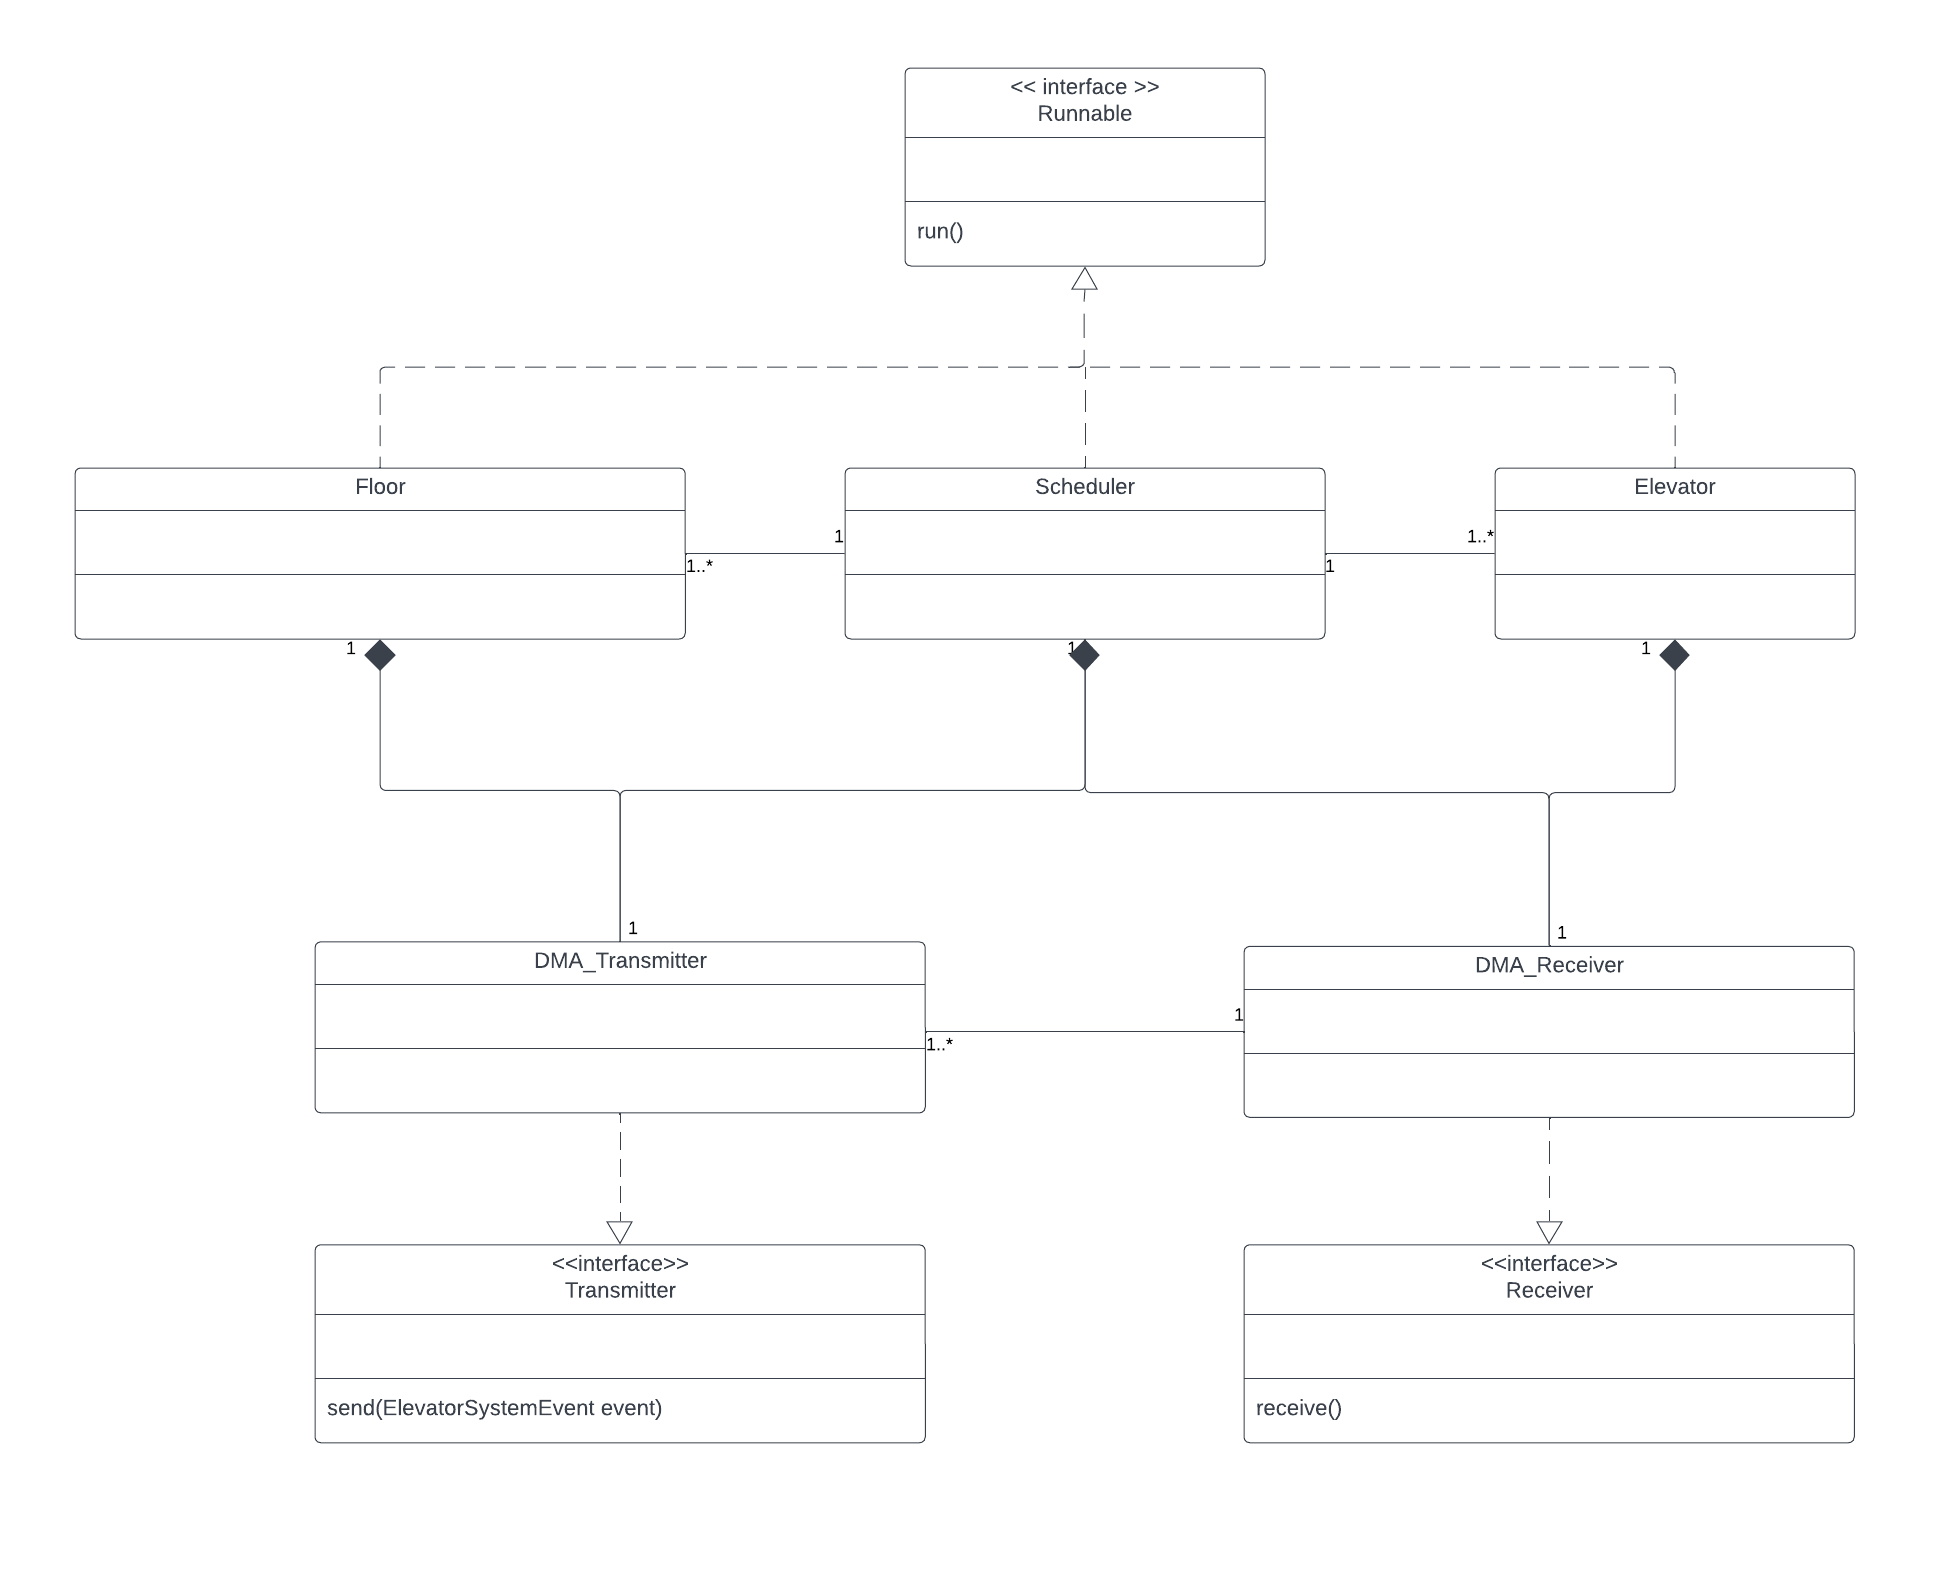 << interface >>
Runnable
run()
Floor
Scheduler
Elevator
1
1..*
1..*
1
1
1
1
1
1
DMA_Transmitter
DMA_Receiver
1
1..*
<<interface>>
Transmitter
<<interface>>
Receiver
send(ElevatorSystemEvent event)
receive()